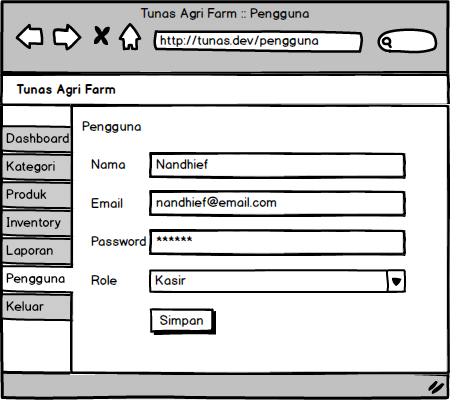 Tunas Agri Farm :: Pengguna
http://tunas.dev/pengguna
Tunas Agri Farm
Dashboard
Kategori
Produk
Inventory
Laporan
Pengguna
Keluar
Pengguna
Nama Nandhief
Email nandhief@email.com
Password ******
Role Kasir
Simpan